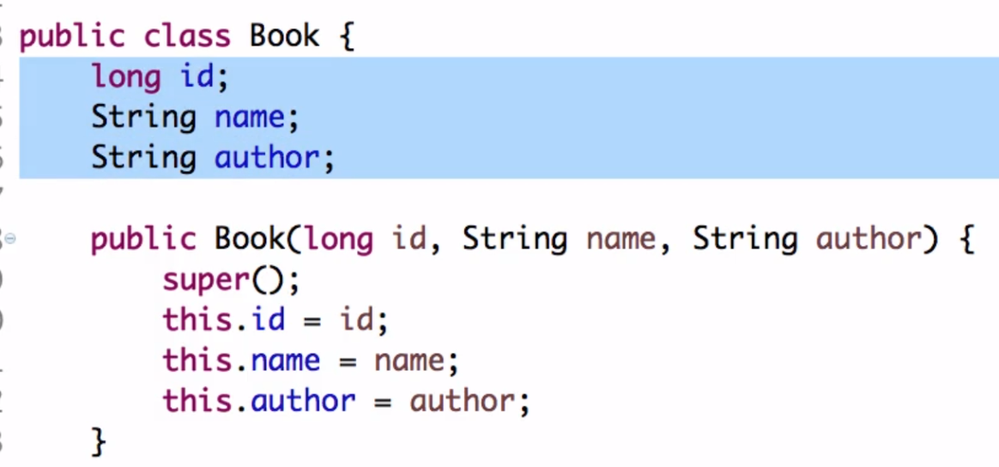 public class Book {
    long id;
    String name;
    String author;

    public Book(long id, String name, String author) {
        super();
        this.id = id;
        this.name = name;
        this.author = author;
    }